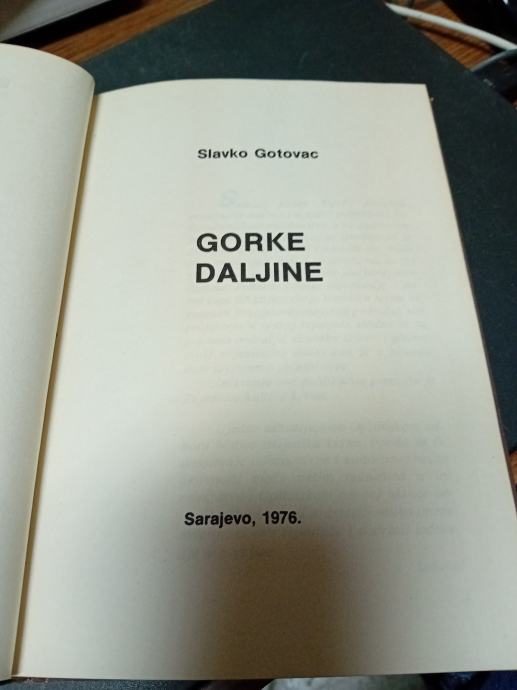 Slavko Gotovac
GORKE
DALJINE
Sarajevo, 1976.